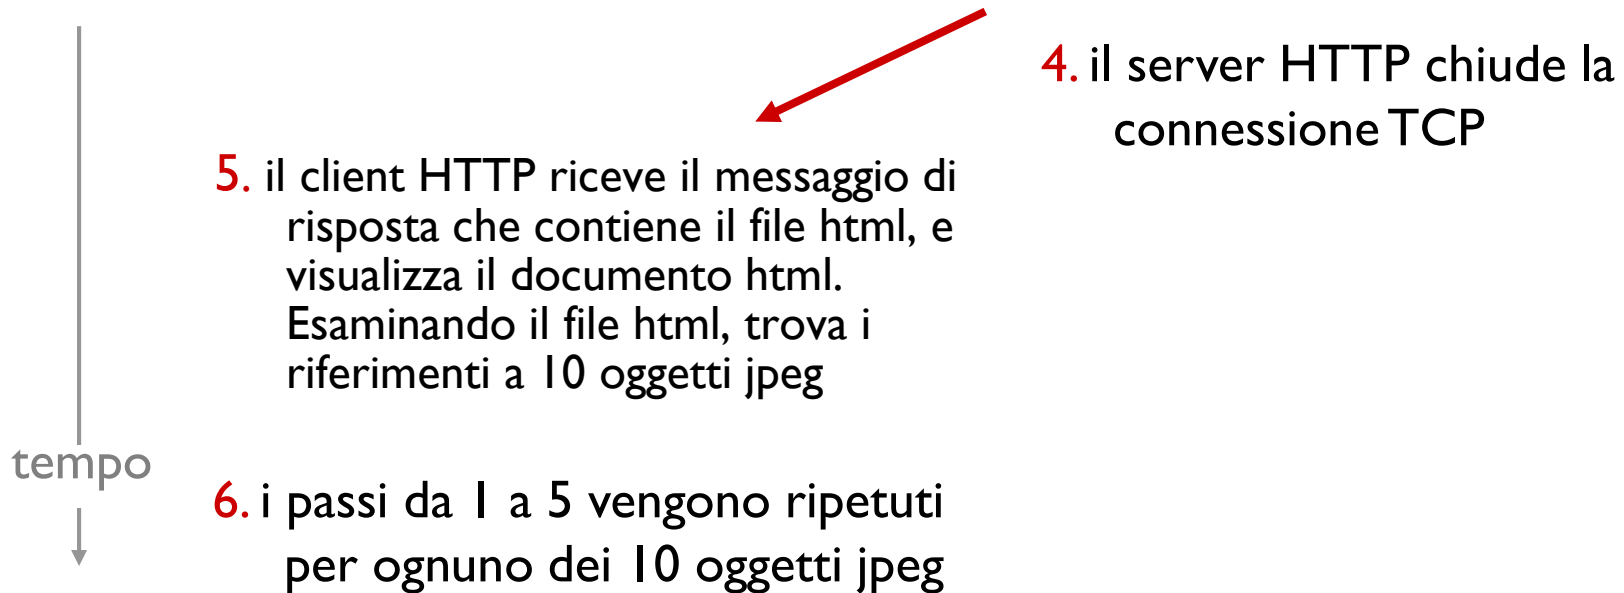 4. il server HTTP chiude la
connessione TCP
5. il client HTTP riceve il messaggio di
risposta che contiene il file html, e
visualizza il documento html.
Esaminando il file html, trova i
riferimenti a 10 oggetti jpeg
tempo
6. i passi da 1 a 5 vengono ripetuti
per ognuno dei 10 oggetti jpeg